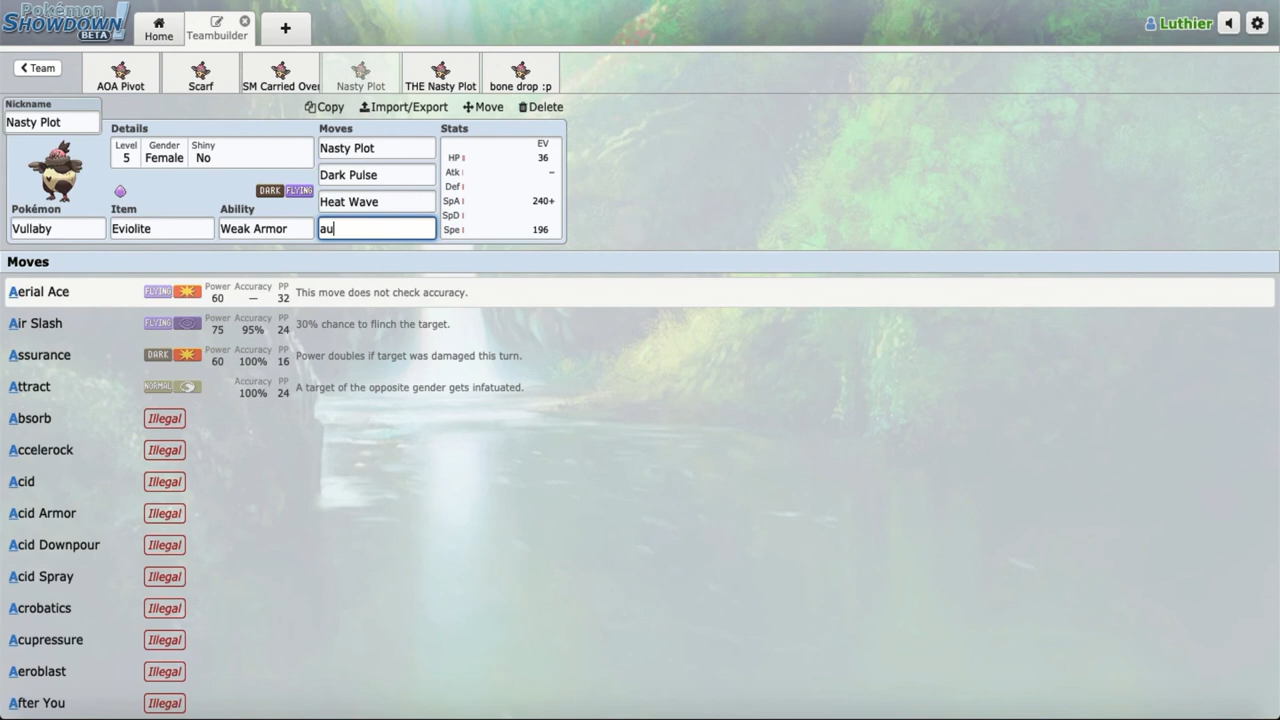 Pokémon
SHOWDOWN!
BETA
Home
Teambuilder
+
Luthier
< Team
AOA Pivot
Scarf
SM Carried Over
Nasty Plot
THE Nasty Plot
bone drop :p
Nickname
Nasty Plot
Copy Import/Export Move Delete
Details
Level Gender Shiny
5 Female No
DARK FLYING
Pokémon Item Ability
Vullaby Eviolite Weak Armor
Moves
Nasty Plot
Dark Pulse
Heat Wave
au
Stats
EV
HP 36
Atk –
Def
SpA 240+
SpD
Spe 196
Moves
Aerial Ace FLYING Power 60 Accuracy — PP 32 This move does not check accuracy.
Air Slash FLYING Power 75 Accuracy 95% PP 24 30% chance to flinch the target.
Assurance DARK Power 60 Accuracy 100% PP 16 Power doubles if target was damaged this turn.
Attract NORMAL Accuracy 100% PP 24 A target of the opposite gender gets infatuated.
Absorb Illegal
Accelerock Illegal
Acid Illegal
Acid Armor Illegal
Acid Downpour Illegal
Acid Spray Illegal
Acrobatics Illegal
Acupressure Illegal
Aeroblast Illegal
After You Illegal